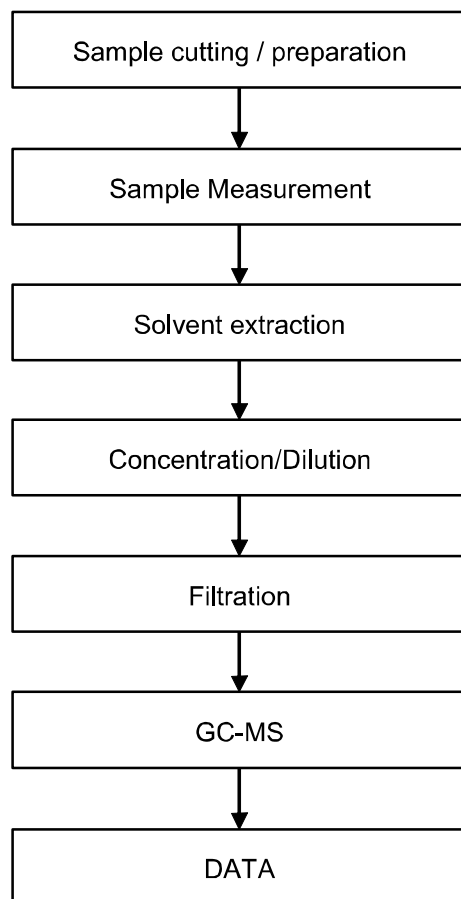 Sample cutting / preparation
Sample Measurement
Solvent extraction
Concentration/Dilution
Filtration
GC-MS
DATA